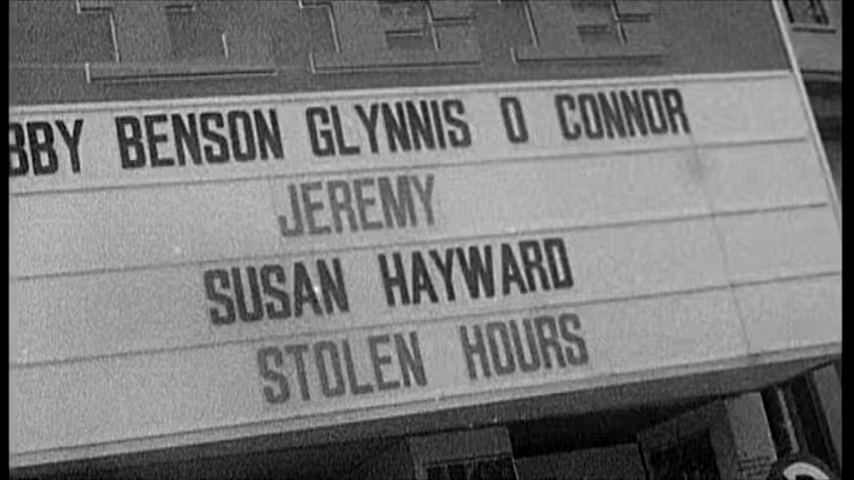 BBY BENSON GLYNNIS O CONNOR
JEREMY
SUSAN HAYWARD
STOLEN HOURS